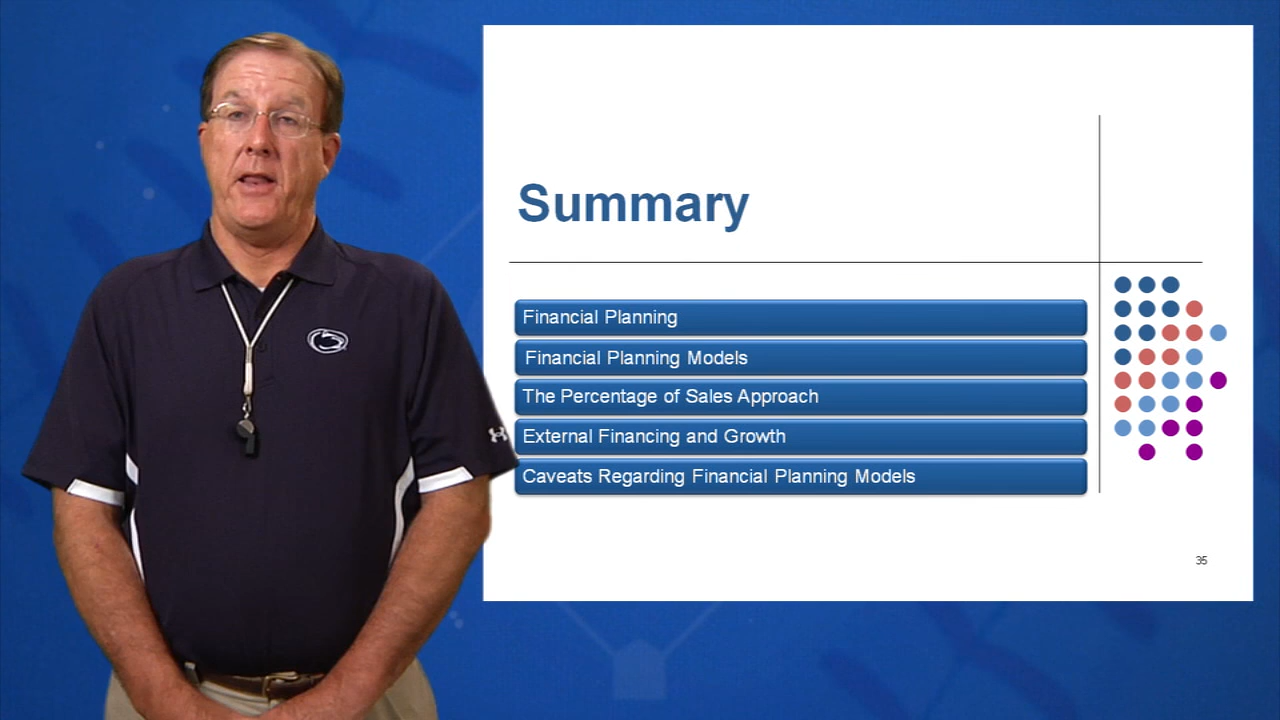 Summary
Financial Planning
Financial Planning Models
The Percentage of Sales Approach
External Financing and Growth
Caveats Regarding Financial Planning Models
35